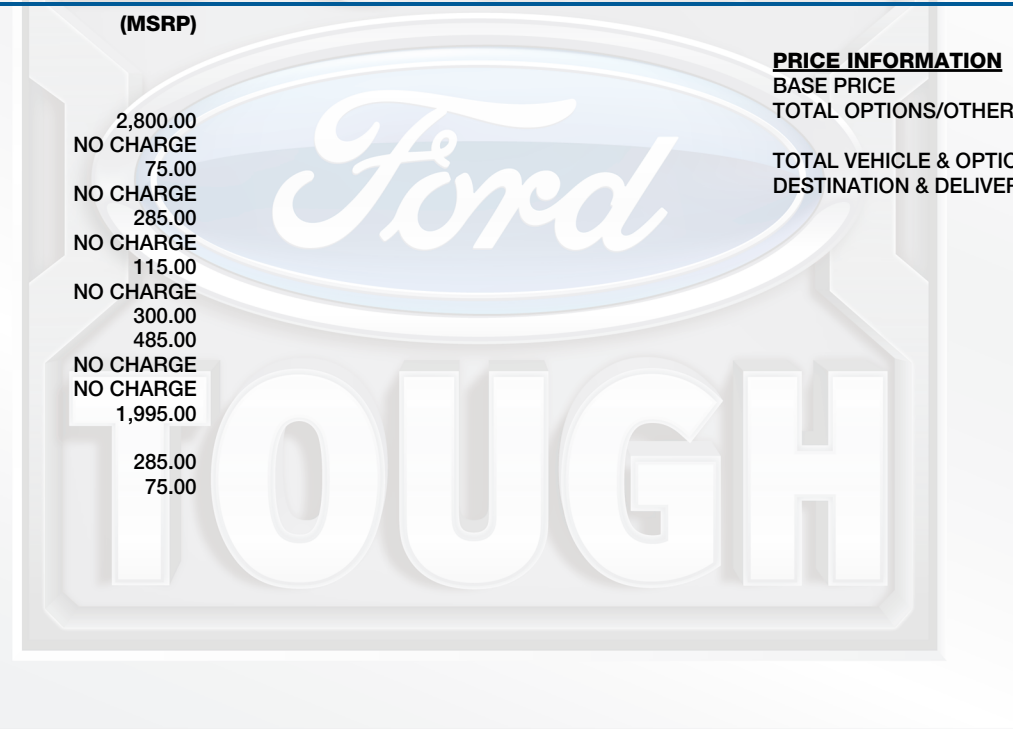 (MSRP)
2,800.00
NO CHARGE
75.00
NO CHARGE
285.00
NO CHARGE
115.00
NO CHARGE
300.00
485.00
NO CHARGE
NO CHARGE
1,995.00
285.00
75.00
PRICE INFORMATION
BASE PRICE
TOTAL OPTIONS/OTHER
TOTAL VEHICLE & OPTIO
DESTINATION & DELIVER
Ford
TOUGH